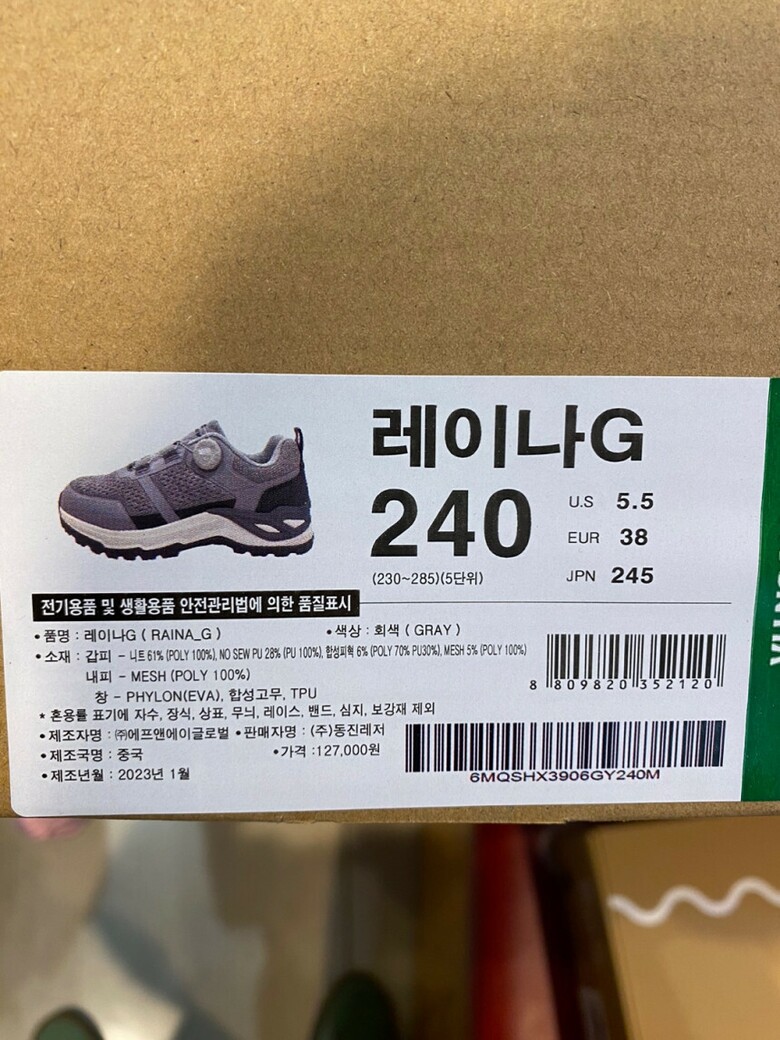 레이나G
240
U.S 5.5
EUR 38
JPN 245
(230~285)(5단위)
전기용품 및 생활용품 안전관리법에 의한 품질표시
• 품명 : 레이나G ( RAINA_G ) • 색상 : 회색 ( GRAY )
• 소재 : 갑피 - 니트 61% (POLY 100%), NO SEW PU 28% (PU 100%), 합성피혁 6% (POLY 70% PU30%), MESH 5% (POLY 100%)
내피 - MESH (POLY 100%)
창 - PHYLON(EVA), 합성고무, TPU
* 혼용률 표기에 자수, 장식, 상표, 무늬, 레이스, 밴드, 심지, 보강재 제외
• 제조자명 : ㈜에프앤에이글로벌 • 판매자명 : (주)동진레저
• 제조국명 : 중국 • 가격 : 127,000원
• 제조년월 : 2023년 1월
8 809820 352120
6MQSHX3906GY240M